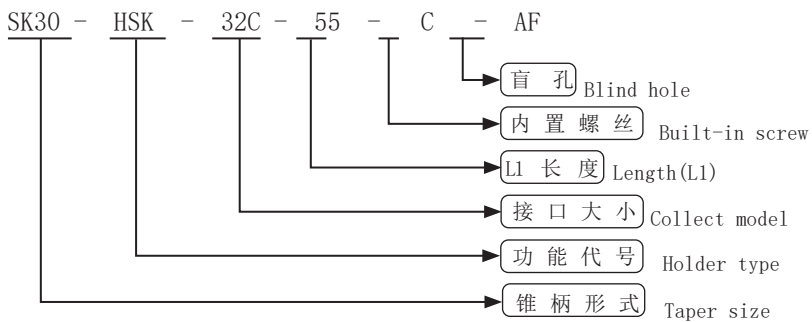 SK30 - HSK - 32C - 55 - C - AF
盲 孔 Blind hole
内 置 螺 丝 Built-in screw
L1 长 度 Length(L1)
接 口 大 小 Collect model
功 能 代 号 Holder type
锥 柄 形 式 Taper size